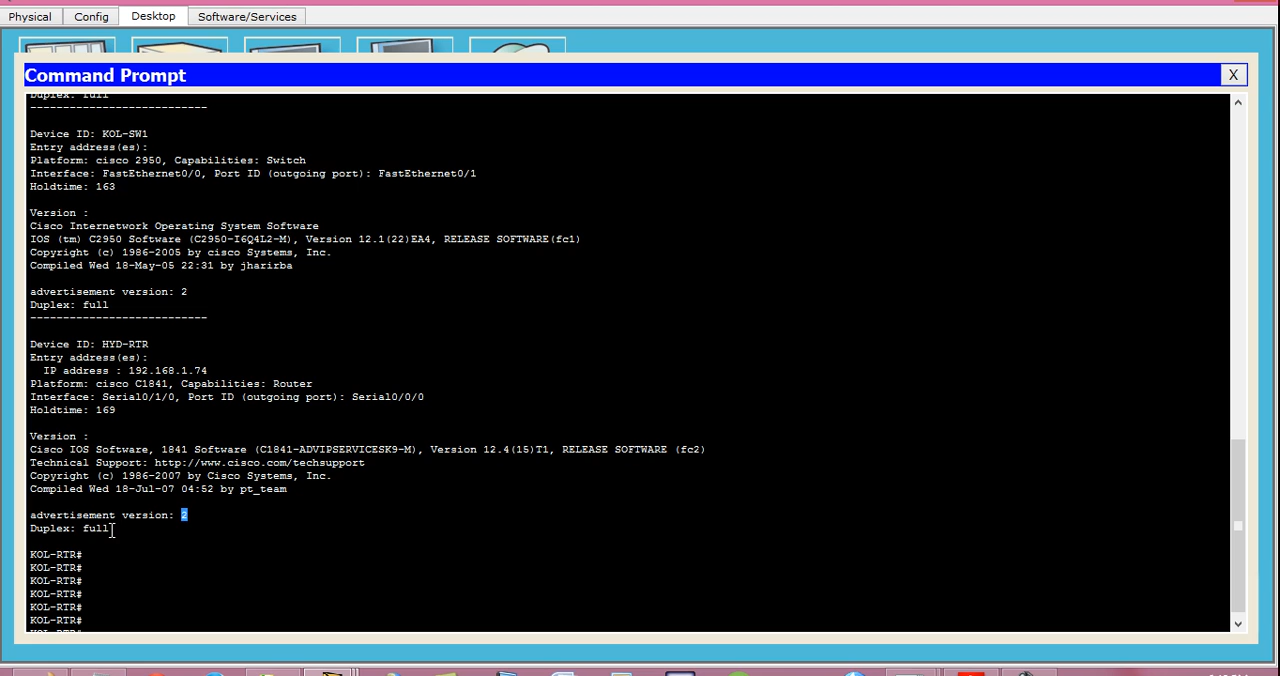 Physical Config Desktop Software/Services
Command Prompt X
Duplex: full
---------------------------
Device ID: KOL-SW1
Entry address(es):
Platform: cisco 2950, Capabilities: Switch
Interface: FastEthernet0/0, Port ID (outgoing port): FastEthernet0/1
Holdtime: 163
Version :
Cisco Internetwork Operating System Software
IOS (tm) C2950 Software (C2950-I6Q4L2-M), Version 12.1(22)EA4, RELEASE SOFTWARE(fc1)
Copyright (c) 1986-2005 by cisco Systems, Inc.
Compiled Wed 18-May-05 22:31 by jharirba
advertisement version: 2
Duplex: full
---------------------------
Device ID: HYD-RTR
Entry address(es):
IP address : 192.168.1.74
Platform: cisco C1841, Capabilities: Router
Interface: Serial0/1/0, Port ID (outgoing port): Serial0/0/0
Holdtime: 169
Version :
Cisco IOS Software, 1841 Software (C1841-ADVIPSERVICESK9-M), Version 12.4(15)T1, RELEASE SOFTWARE (fc2)
Technical Support: http://www.cisco.com/techsupport
Copyright (c) 1986-2007 by Cisco Systems, Inc.
Compiled Wed 18-Jul-07 04:52 by pt_team
advertisement version: 2
Duplex: full
KOL-RTR#
KOL-RTR#
KOL-RTR#
KOL-RTR#
KOL-RTR#
KOL-RTR#